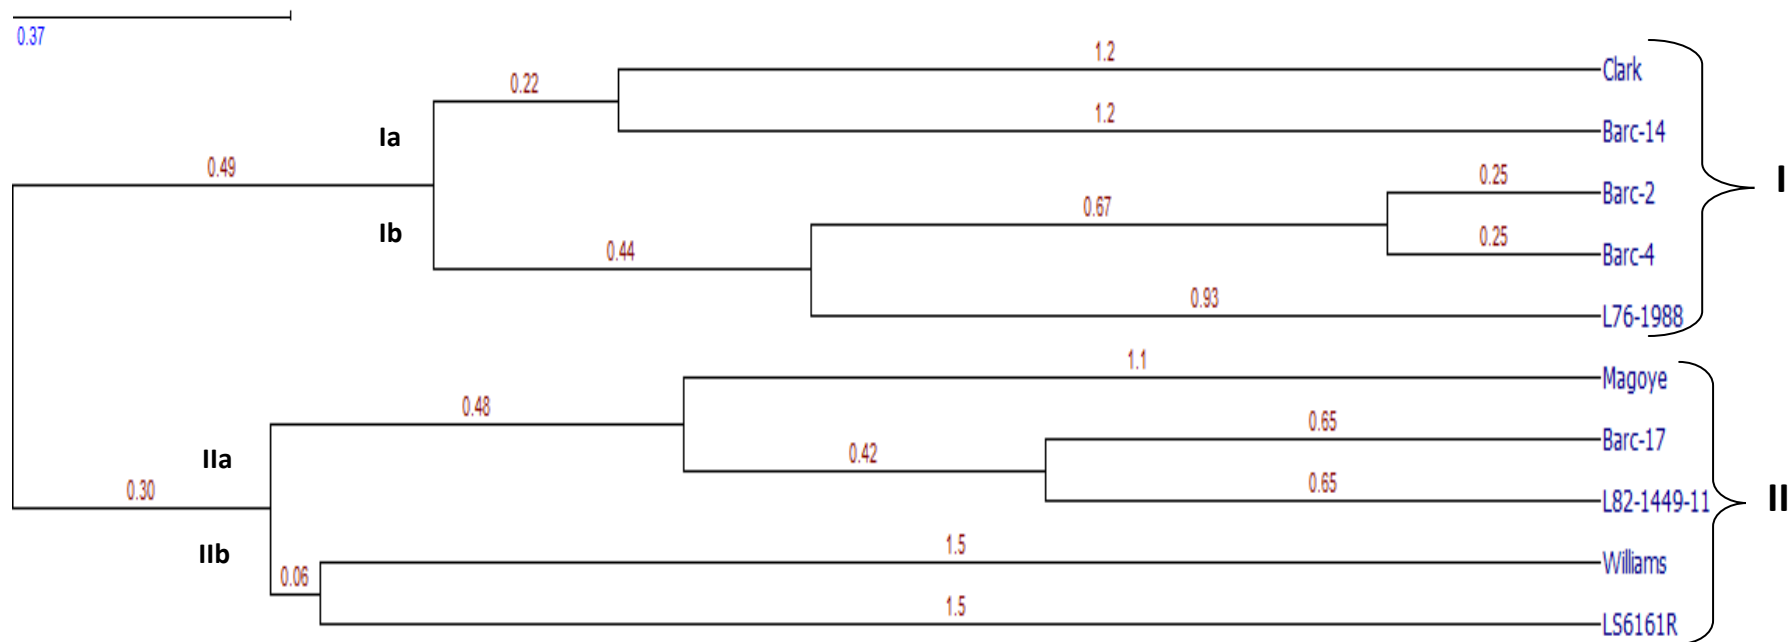 0.37
1.2
Clark
0.22
1.2
Barc-14
Ia
0.49
0.25
Barc-2
I
0.67
Ib
0.25
Barc-4
0.44
0.93
L76-1988
1.1
Magoye
0.48
0.65
Barc-17
IIa
0.42
0.30
0.65
L82-1449-11
II
IIb
1.5
Williams
0.06
1.5
LS6161R